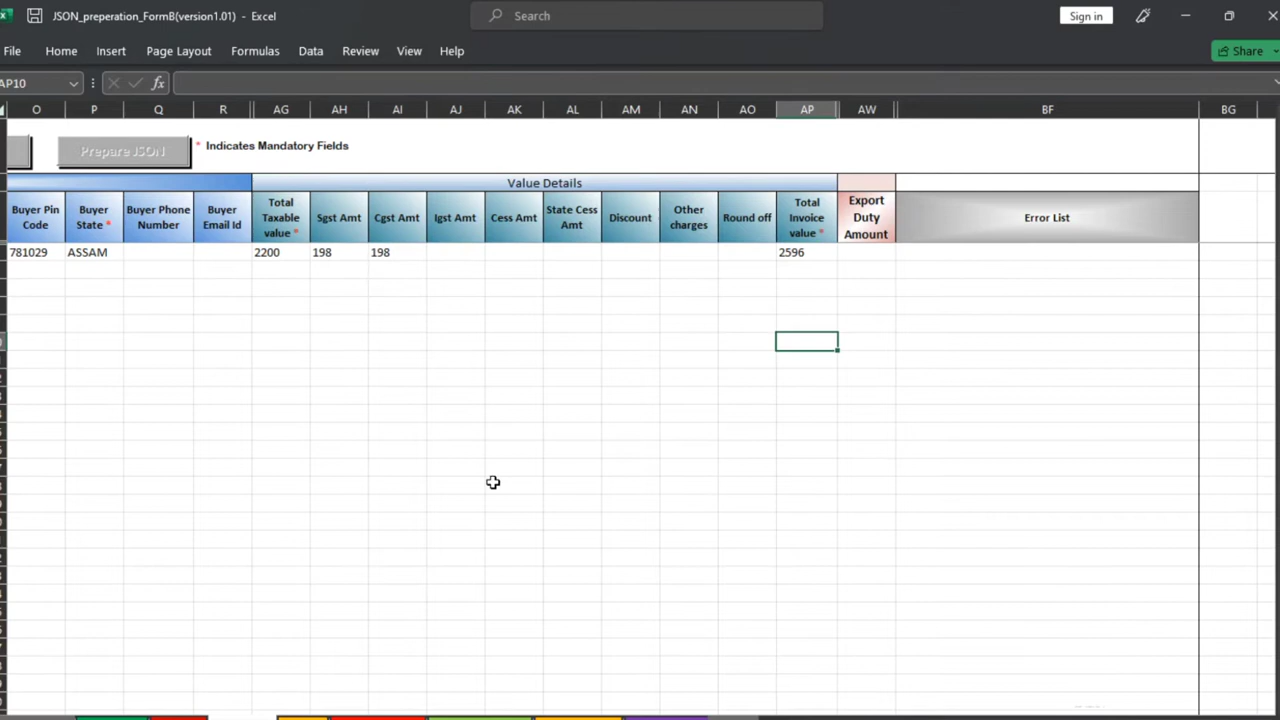 JSON_preperation_FormB(version1.01) - Excel
Search
Sign in
File Home Insert Page Layout Formulas Data Review View Help
Share
AP10
fx
O P Q R AG AH AI AJ AK AL AM AN AO AP AW BF BG
Prepare JSON
* Indicates Mandatory Fields
Value Details
Buyer Pin Code
Buyer State *
Buyer Phone Number
Buyer Email Id
Total Taxable value *
Sgst Amt
Cgst Amt
Igst Amt
Cess Amt
State Cess Amt
Discount
Other charges
Round off
Total Invoice value *
Export Duty Amount
Error List
781029 ASSAM 2200 198 198 2596